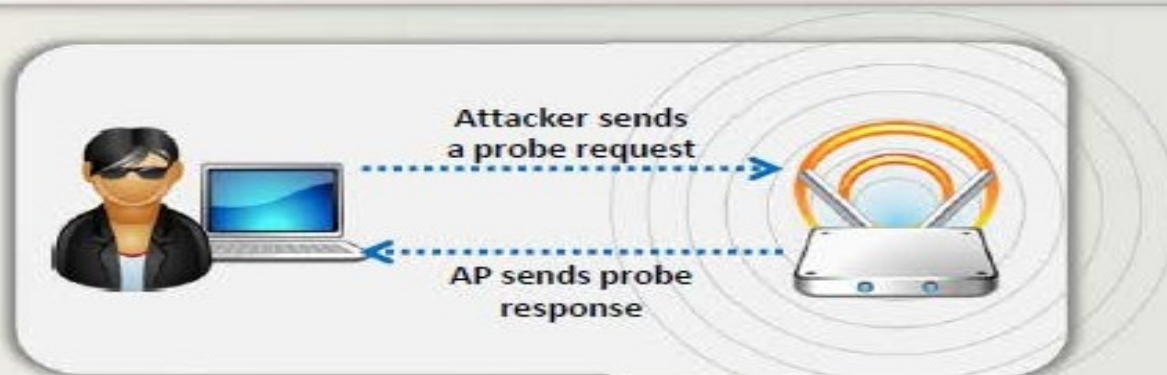 Attacker sends
a probe request
AP sends probe
response